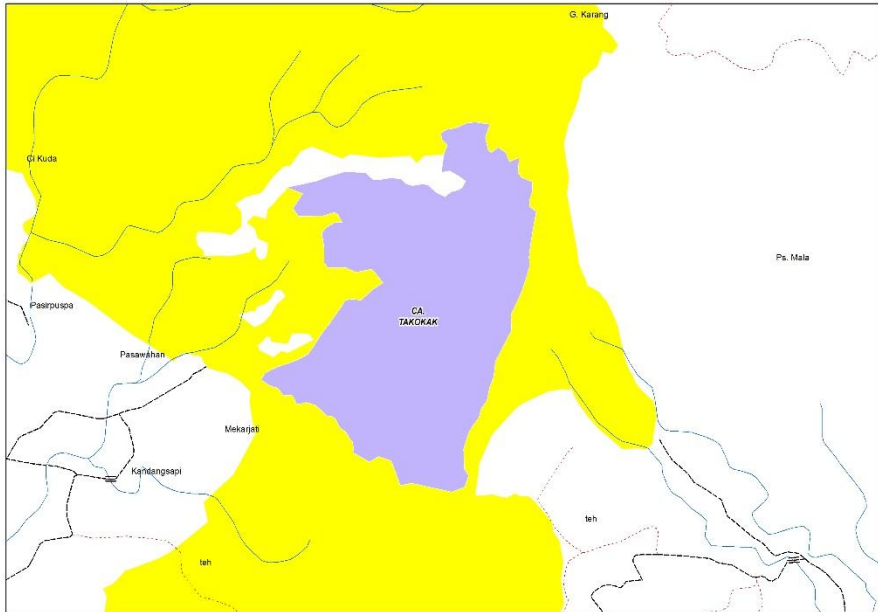 G. Karang
Ci Kuda
Ps. Mala
Pasirpuspa
CA.
TAKOKAK
Pasawahan
Mekarjati
Kandangsapi
teh
teh